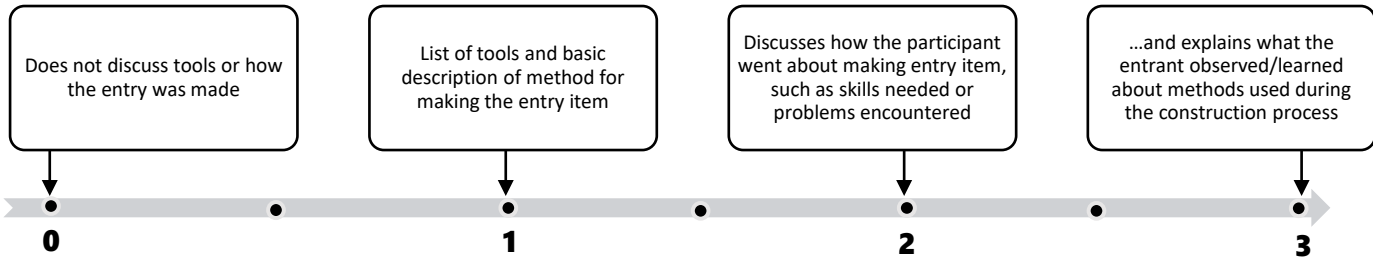 Does not discuss tools or how
the entry was made
List of tools and basic
description of method for
making the entry item
Discusses how the participant
went about making entry item,
such as skills needed or
problems encountered
…and explains what the
entrant observed/learned
about methods used during
the construction process
0
1
2
3